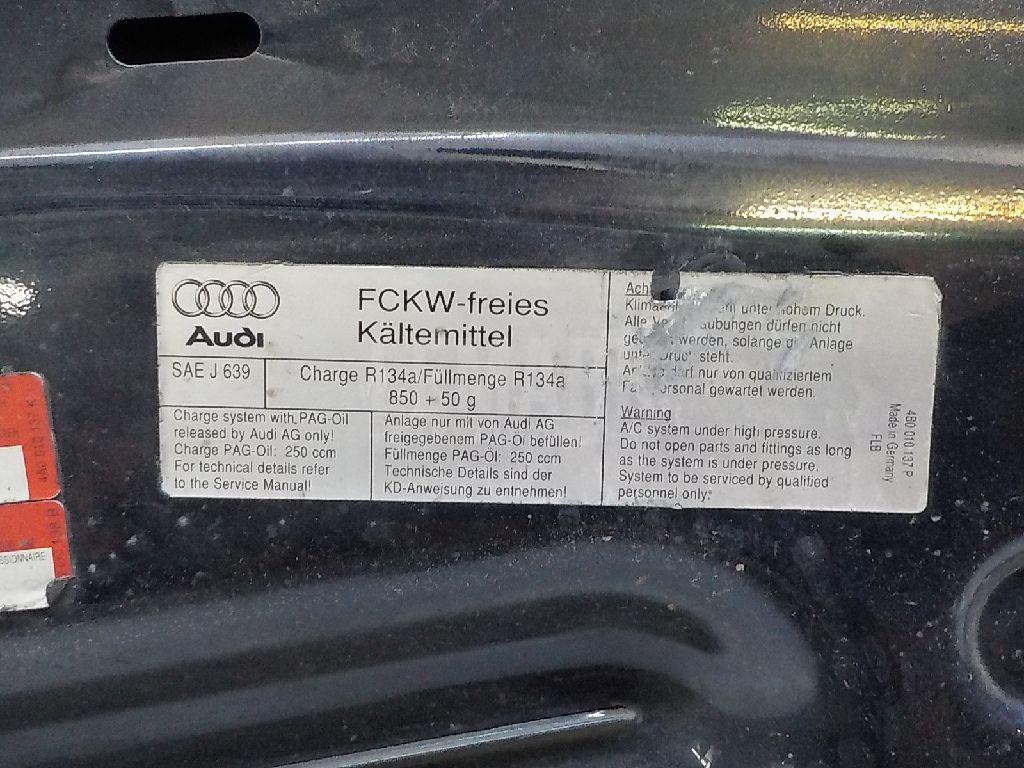 Audi
FCKW-freies
Kältemittel
SAE J 639
Charge R134a/Füllmenge R134a
850 + 50 g
Charge system with PAG-Oil
released by Audi AG only!
Charge PAG-Oil: 250 ccm
For technical details refer
to the Service Manual!
Anlage nur mit von Audi AG
freigegebenem PAG-Öl befüllen!
Füllmenge PAG-Öl: 250 ccm
Technische Details sind der
KD-Anweisung zu entnehmen!
unter Druck.
Alle dürfen nicht
werden, solange die Anlage
Druck steht.
nur von qualifiziertem
gewartet werden.
Warning
A/C system under high pressure.
Do not open parts and fittings as long
as the system is under pressure.
System to be serviced by qualified
personnel only!
4B0 010 137 P
Made in Germany
FLB